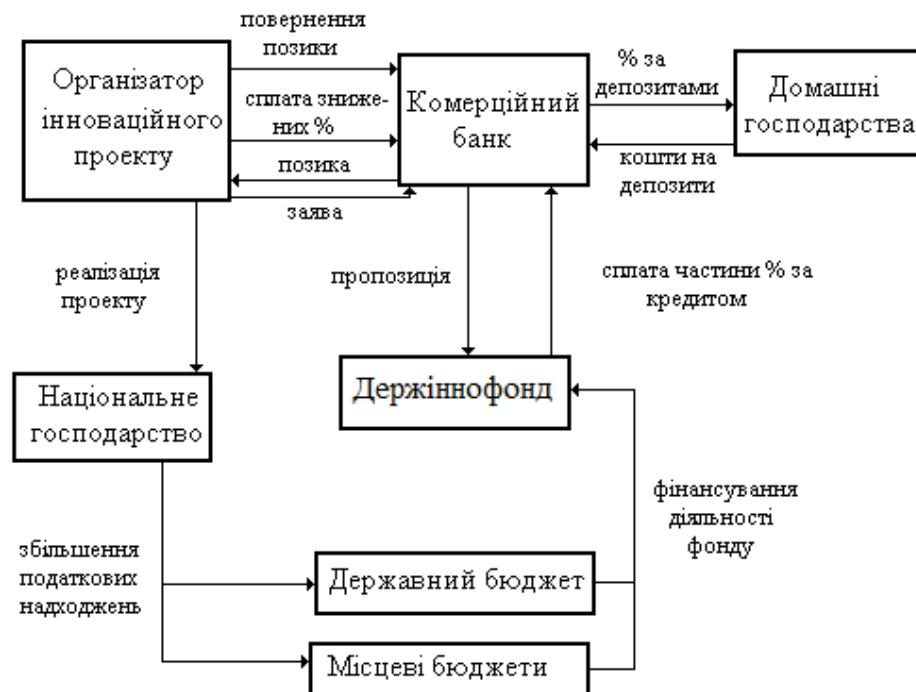 повернення
позики
Організатор
інноваційного
проекту
сплата зниже-
них %
позика
заява
Комерційний
банк
% за
депозитами
кошти на
депозити
Домашні
господарства
реалізація
проекту
пропозиція
сплата частини % за
кредитом
Національне
господарство
Держіннофонд
збільшення
податкових
надходжень
фінансування
діяльності
фонду
Державний бюджет
Місцеві бюджети